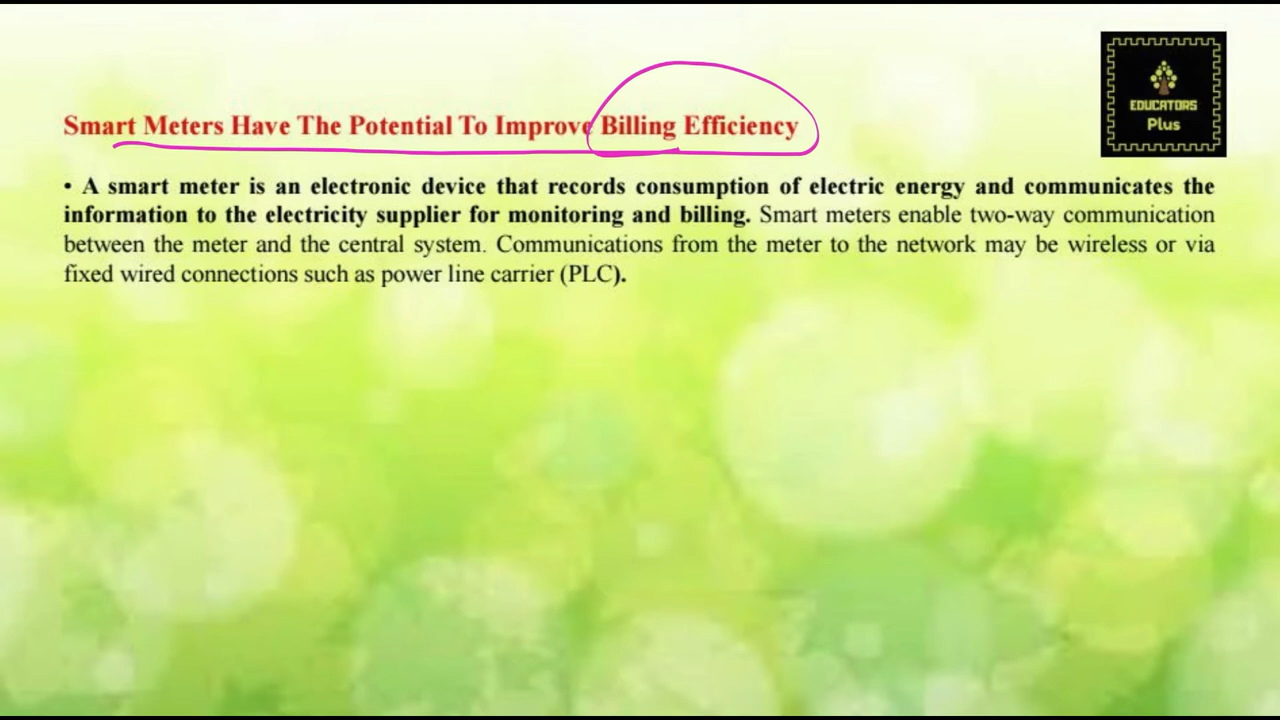 Smart Meters Have The Potential To Improve Billing Efficiency
EDUCATORS
Plus
• A smart meter is an electronic device that records consumption of electric energy and communicates the
information to the electricity supplier for monitoring and billing. Smart meters enable two-way communication
between the meter and the central system. Communications from the meter to the network may be wireless or via
fixed wired connections such as power line carrier (PLC).